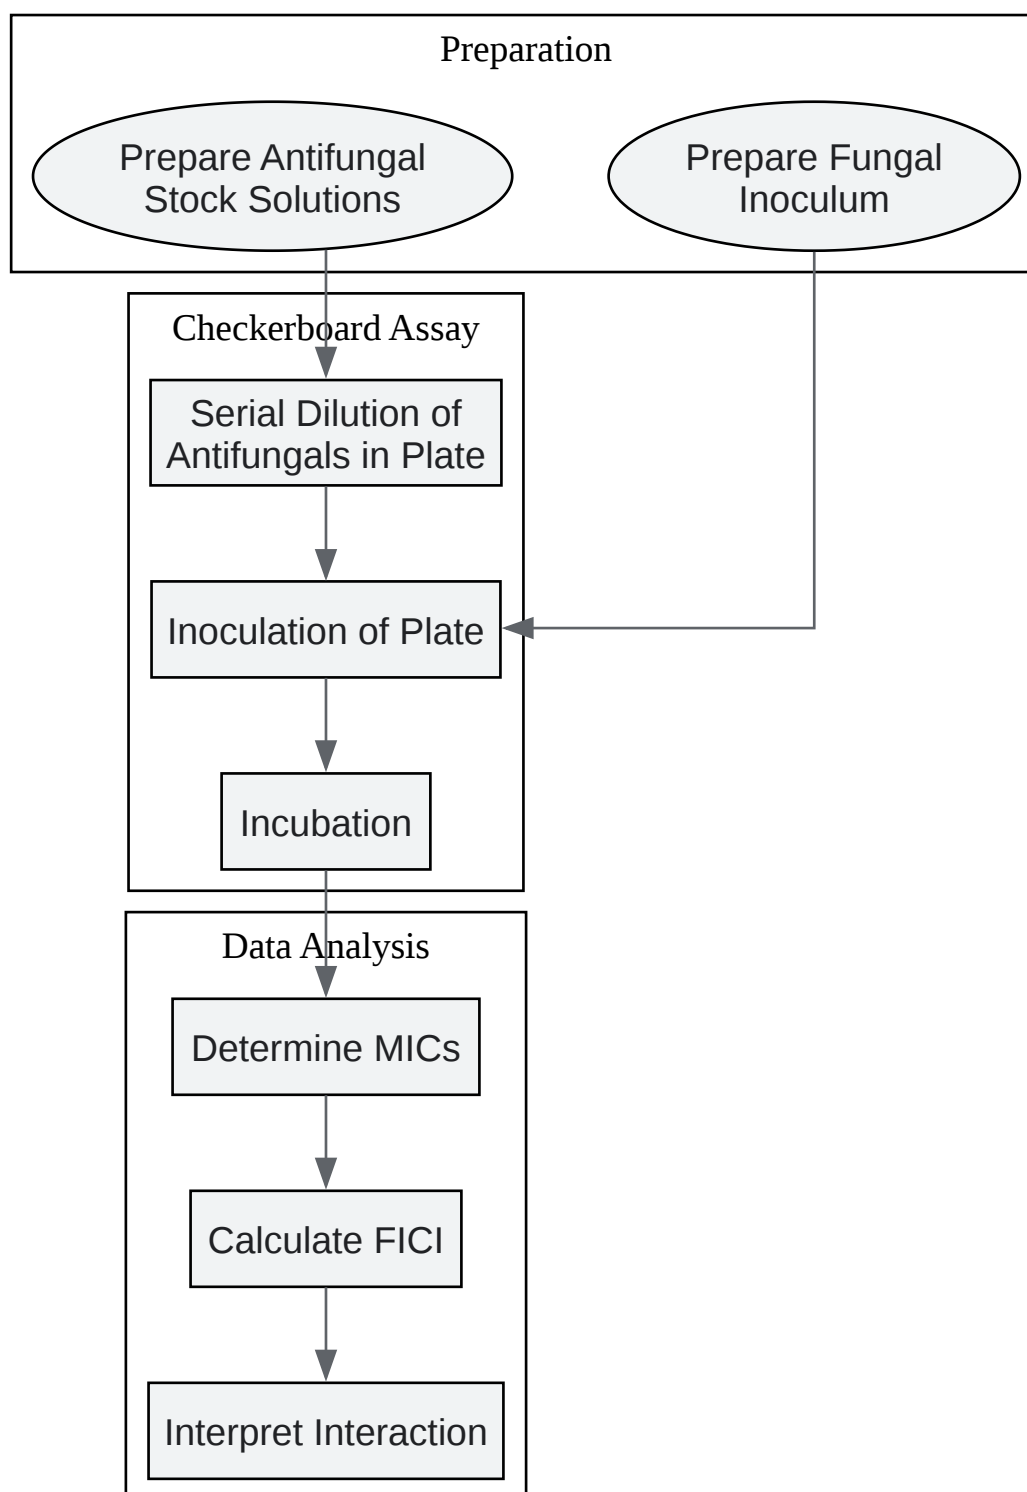 Preparation
Prepare Antifungal
Stock Solutions
Prepare Fungal
Inoculum
Checkerboard Assay
Serial Dilution of
Antifungals in Plate
Inoculation of Plate
Incubation
Data Analysis
Determine MICs
Calculate FICI
Interpret Interaction